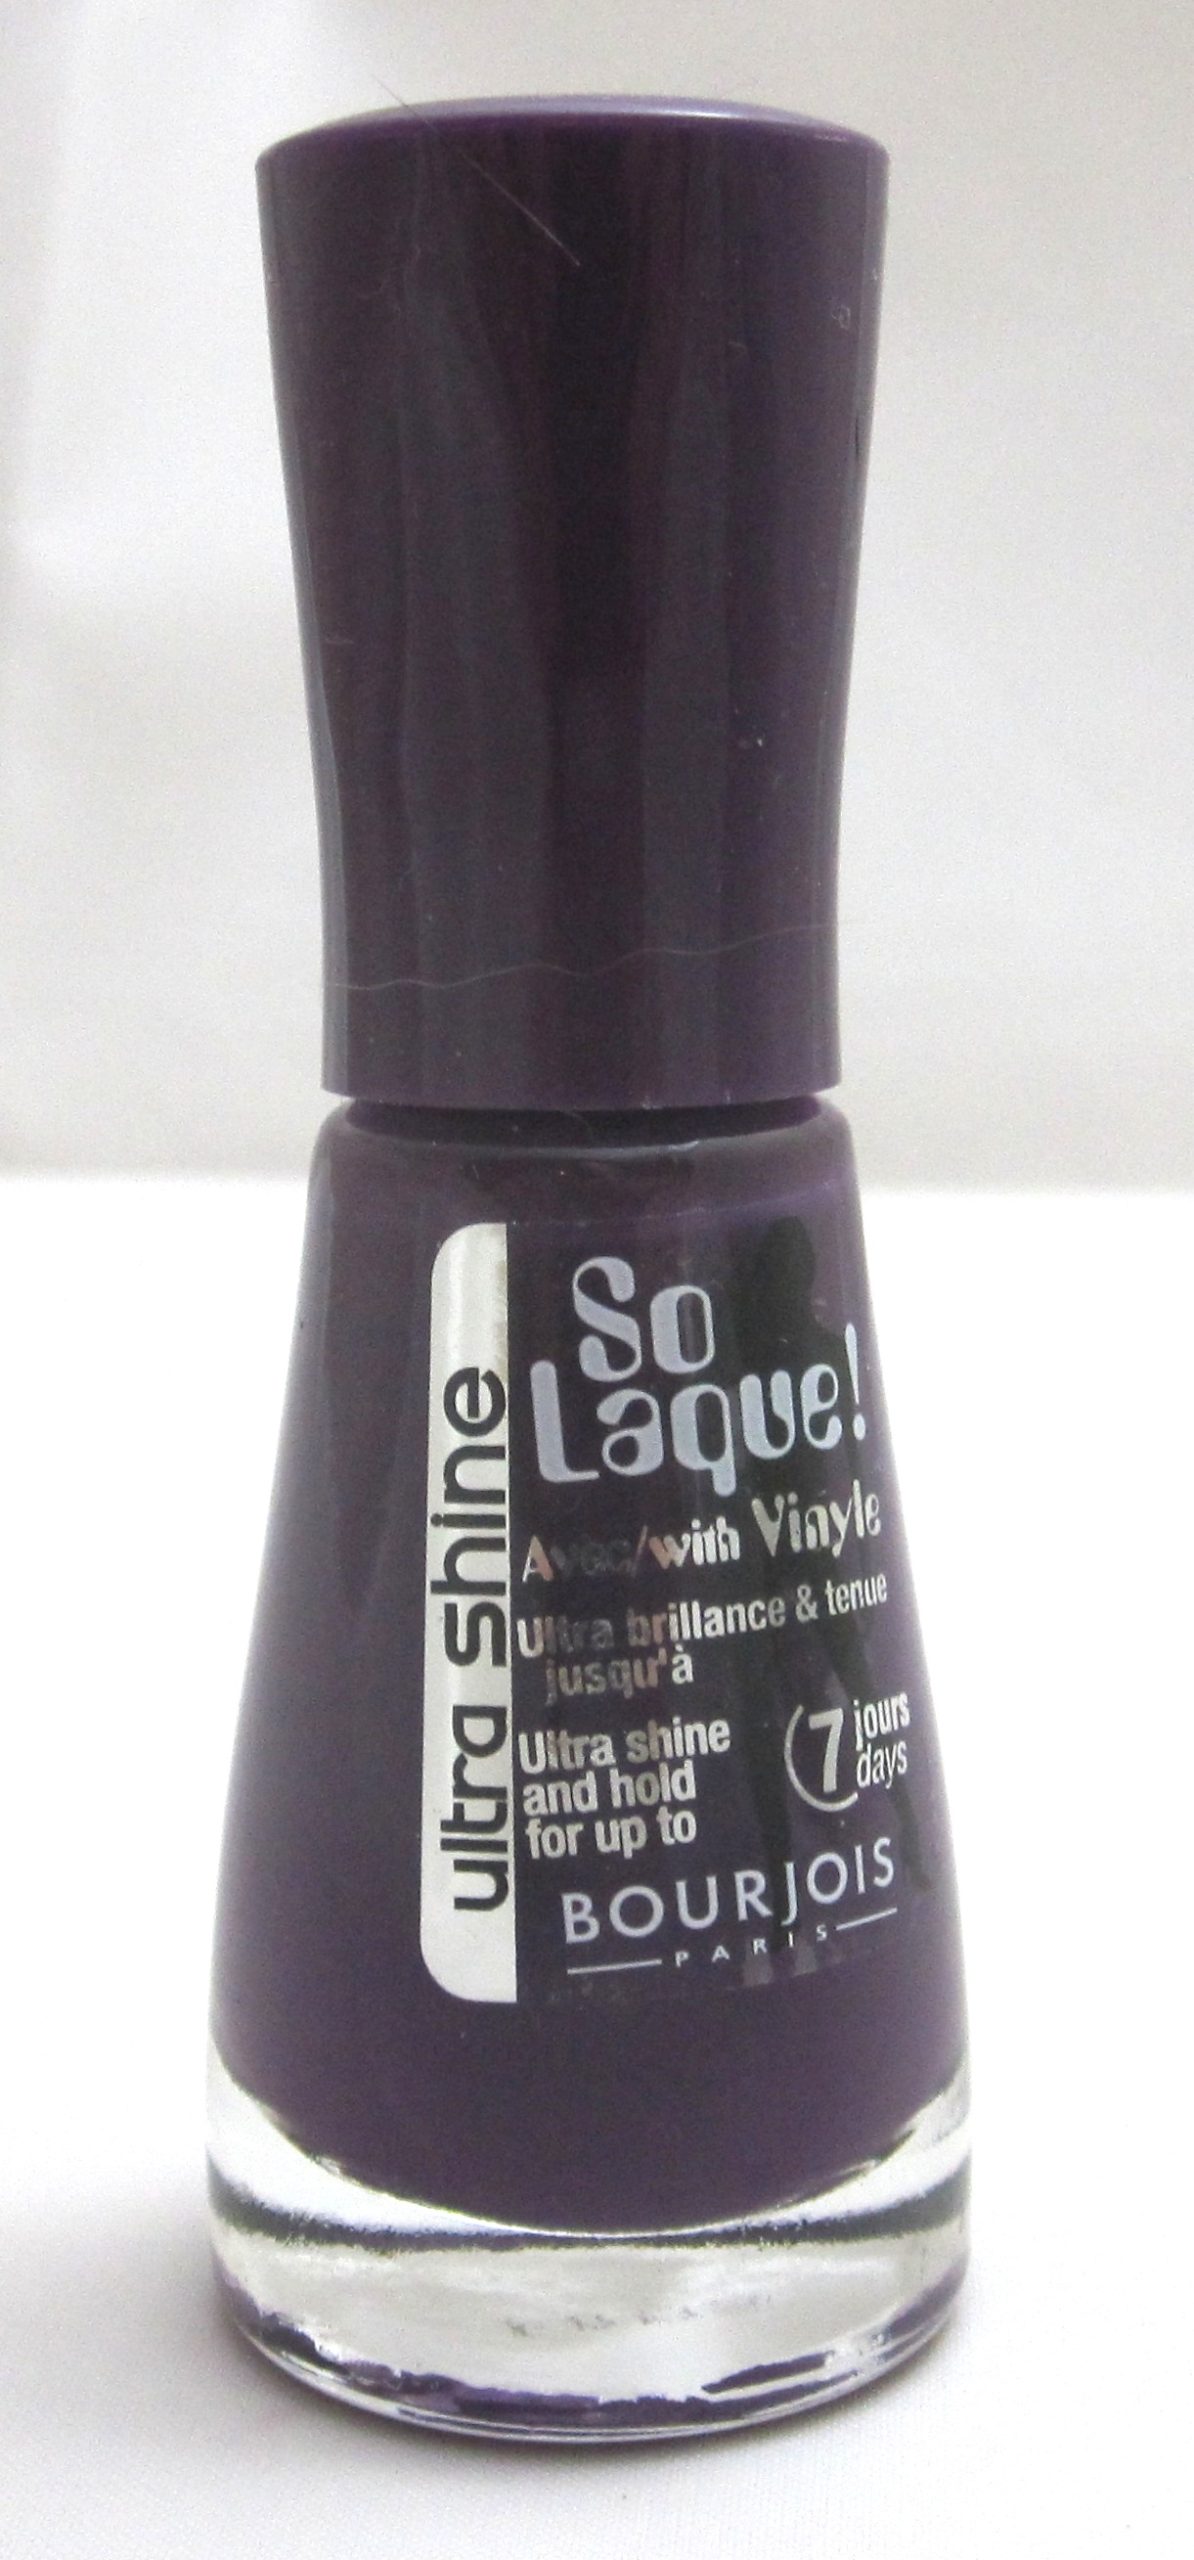 ultra shine
So
Laque!
Avec/with Vinyle
Ultra brillance & tenue
jusqu'à
Ultra shine
and hold
for up to
7 jours
days
BOURJOIS
PARIS